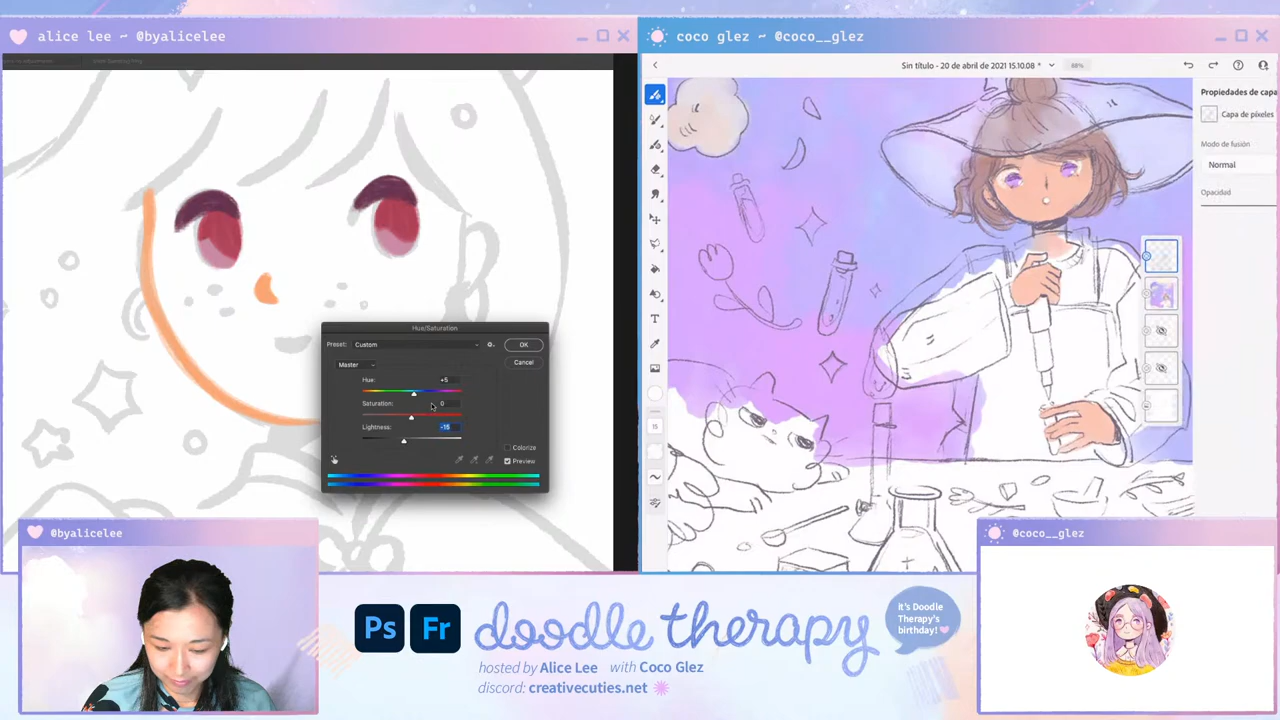 alice lee ~ @byalicelee
coco glez ~ @coco__glez
Sin título - 20 de abril de 2021 15.10.08 *
88%
Propiedades de capa
Capa de píxeles
Modo de fusión
Normal
Opacidad
15
Hue/Saturation
Preset: Custom
OK
Cancel
Master
Hue: +5
Saturation: 0
Lightness: -15
Colorize
Preview
@byalicelee
@coco__glez
Ps Fr doodle therapy
It's Doodle
Therapy's
birthday!
hosted by Alice Lee with Coco Glez
discord: creativecuties.net